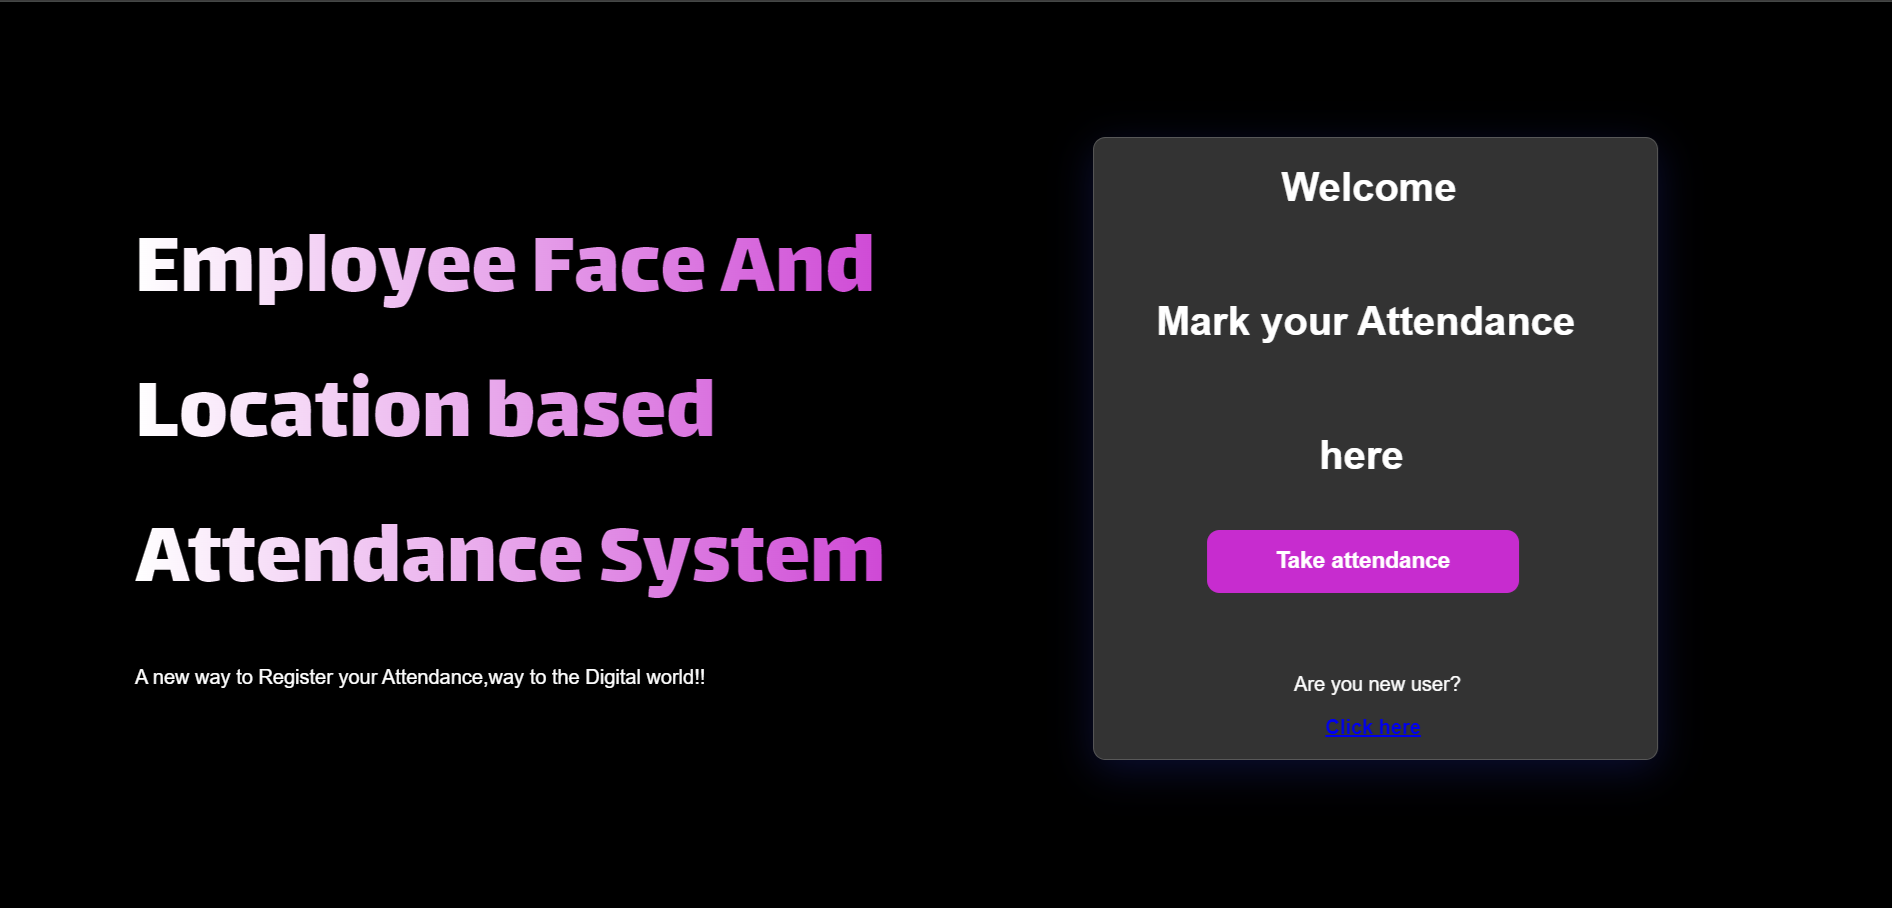 Employee Face And
Location based
Attendance System
A new way to Register your Attendance,way to the Digital world!!
Welcome
Mark your Attendance
here
Take attendance
Are you new user?
Click here